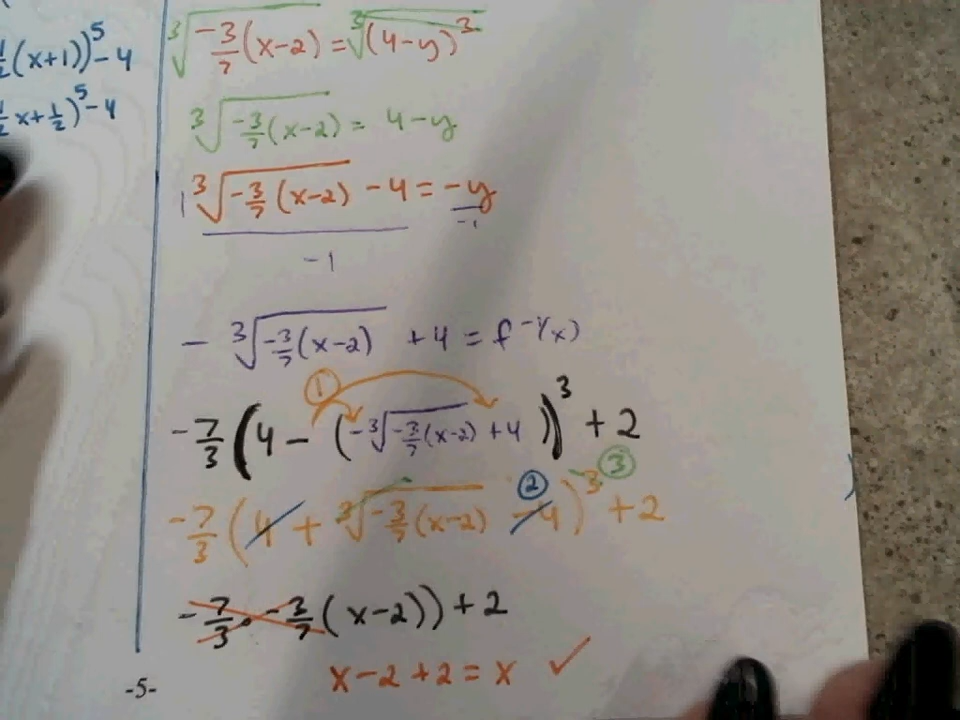 ½(x+1))⁵-4
½x+½)⁵-4
∛(-3/7(x-2)) = ∛((4-y)³)
∛(-3/7(x-2)) = 4-y
1∛(-3/7(x-2)) -4 = -y
-1
-1
- ∛(-3/7(x-2)) +4 = f⁻¹(x)
①
-7/3(4-(-∛(-3/7(x-2)) +4))³+2
② ③
-7/3(4+∛(-3/7(x-2)) -4)³+2
-7/3·-3/7(x-2))+2
x-2+2=x ✓
-5-